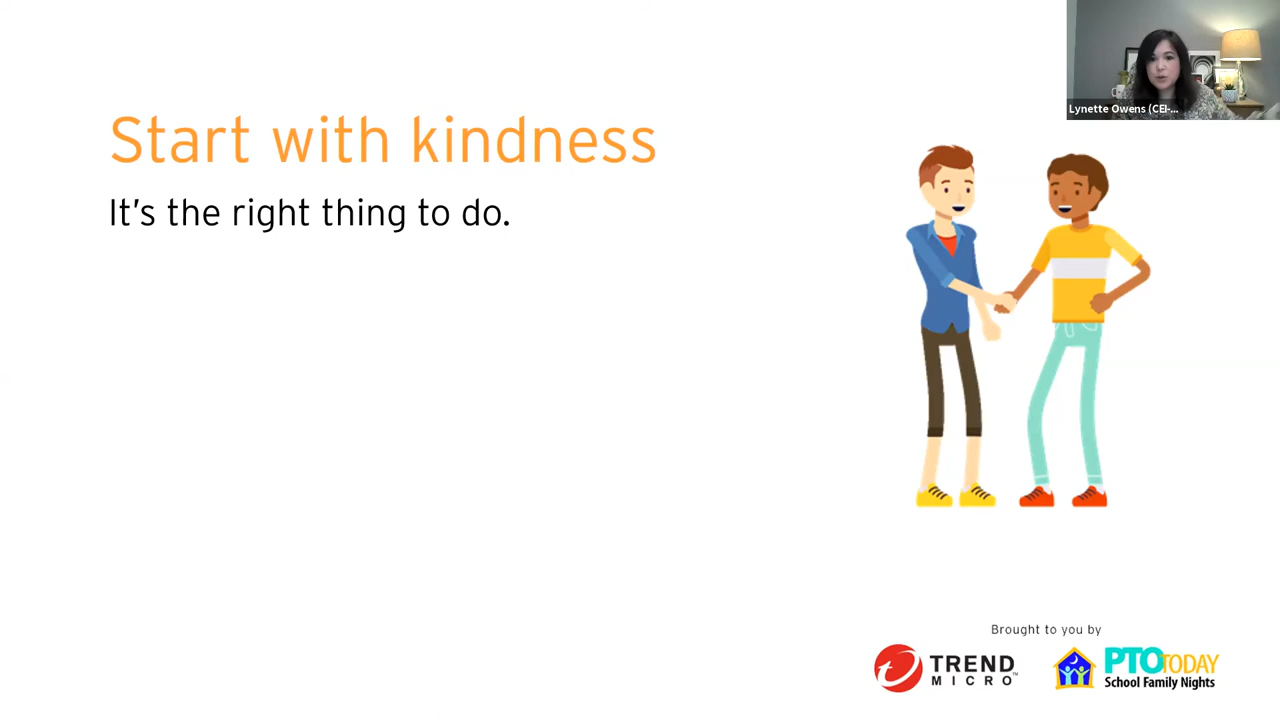 Lynette Owens (CEI-...
Start with kindness
It's the right thing to do.
Brought to you by
TREND
MICRO™
PTO TODAY
School Family Nights